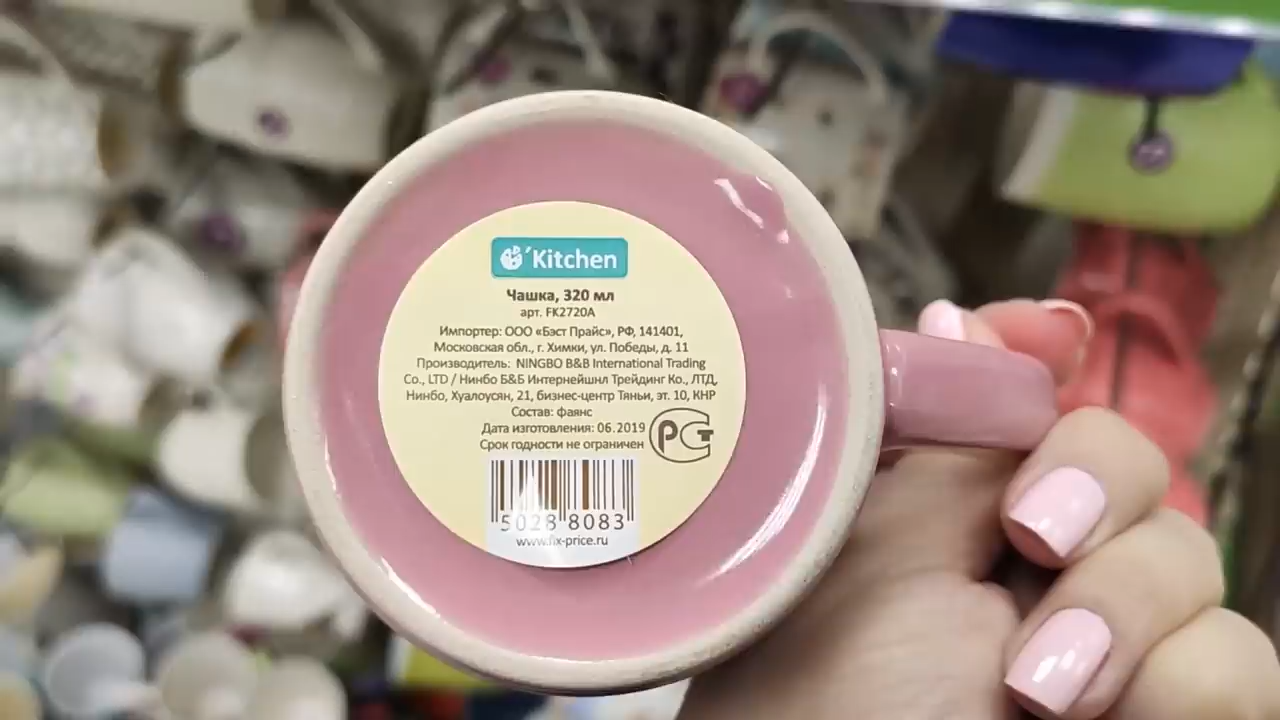 'Kitchen
Чашка, 320 мл
арт. FK2720A
Импортер: ООО «Бэст Прайс», РФ, 141401,
Московская обл., г. Химки, ул. Победы, д. 11
Производитель: NINGBO B&B International Trading
Co., LTD / Нинбо Б&Б Интернейшнл Трейдинг Ко., ЛТД,
Нинбо, Хуалоусян, 21, бизнес-центр Тяньи, эт. 10, КНР
Состав: фаянс
Дата изготовления: 06.2019
Срок годности не ограничен
РСТ
5028 8083
www.fix-price.ru